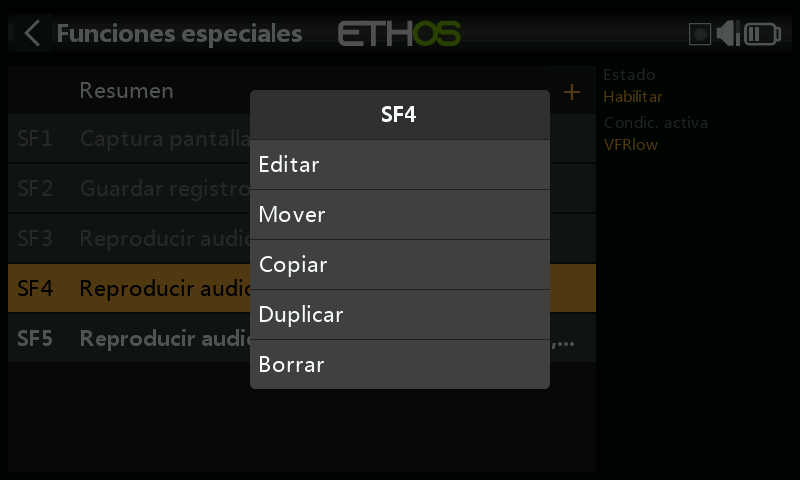 Funciones especiales
ETHOS
Resumen
+
Estado
Habilitar
Condic. activa
VFRlow
SF1 Captura pantalla
SF2 Guardar registro
SF3 Reproducir audio
SF4 Reproducir audio
SF5 Reproducir audio ,...
SF4
Editar
Mover
Copiar
Duplicar
Borrar